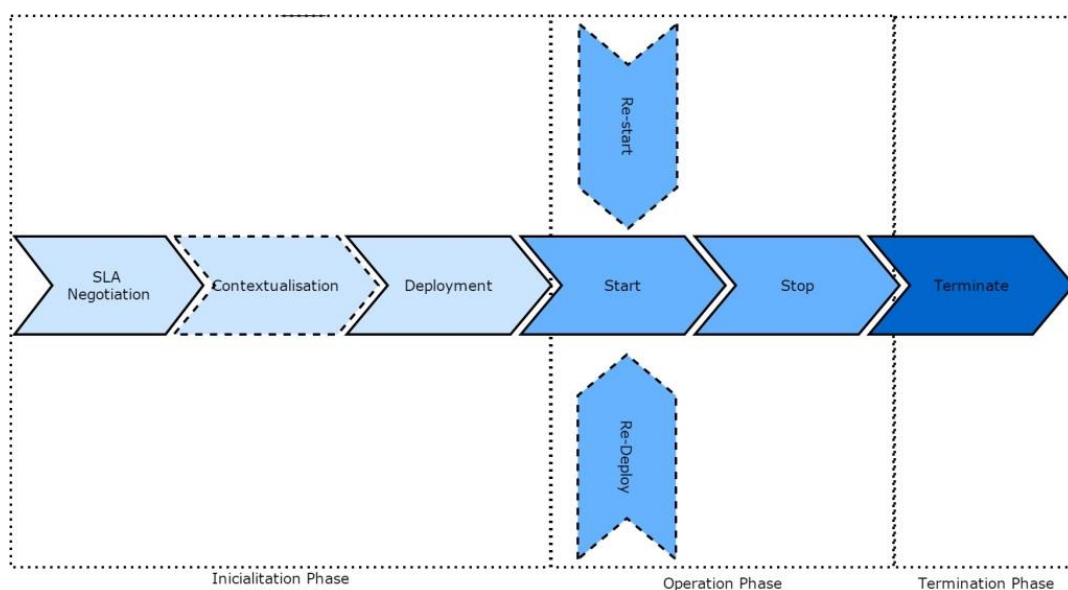 Re-start
SLA
Negotiation
Contextualisation
Deployment
Start
Stop
Terminate
Re-Deploy
Inicialitation Phase
Operation Phase
Termination Phase